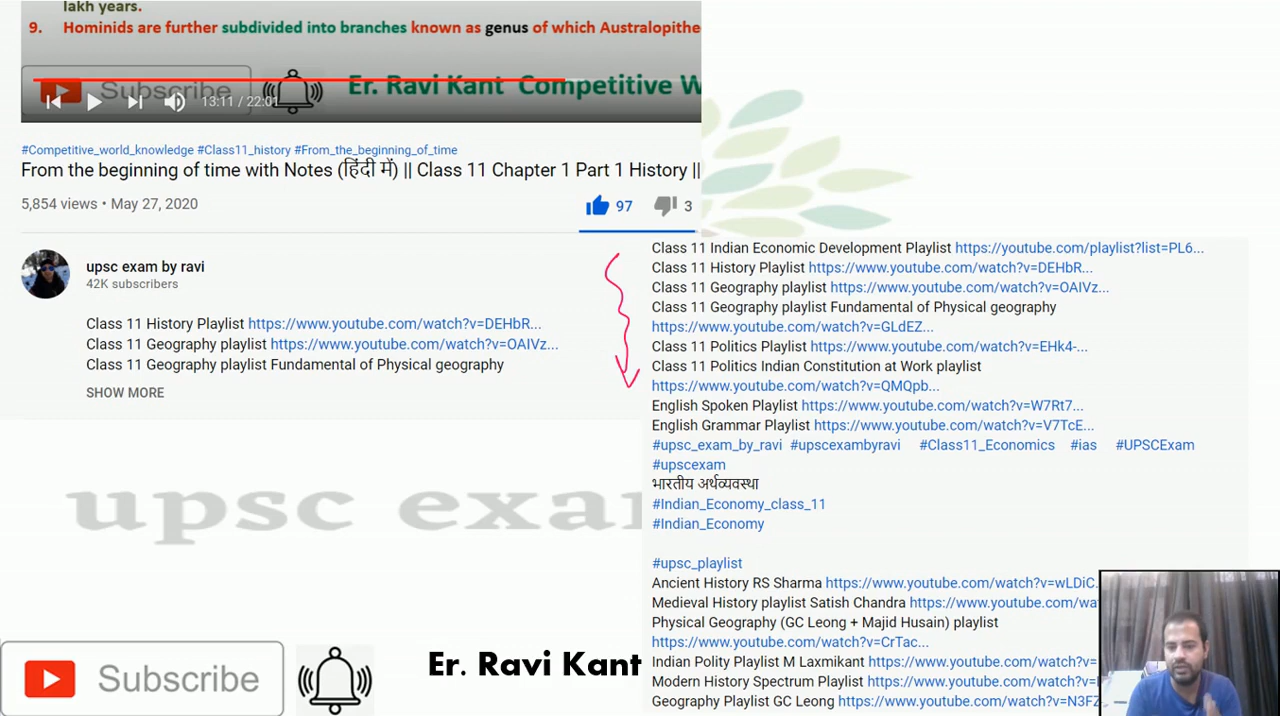 lakh years.
9. Hominids are further subdivided into branches known as genus of which Australopithe
Subscribe
Er. Ravi Kant Competitive W
13:11 / 22:01
#Competitive_world_knowledge #Class11_history #From_the_beginning_of_time
From the beginning of time with Notes (हिंदी में) || Class 11 Chapter 1 Part 1 History ||
5,854 views • May 27, 2020
97
3
upsc exam by ravi
42K subscribers
Class 11 History Playlist https://www.youtube.com/watch?v=DEHbR...
Class 11 Geography playlist https://www.youtube.com/watch?v=OAIVz...
Class 11 Geography playlist Fundamental of Physical geography
SHOW MORE
Class 11 Indian Economic Development Playlist https://youtube.com/playlist?list=PL6...
Class 11 History Playlist https://www.youtube.com/watch?v=DEHbR...
Class 11 Geography playlist https://www.youtube.com/watch?v=OAIVz...
Class 11 Geography playlist Fundamental of Physical geography
https://www.youtube.com/watch?v=GLdEZ...
Class 11 Politics Playlist https://www.youtube.com/watch?v=EHk4-...
Class 11 Politics Indian Constitution at Work playlist
https://www.youtube.com/watch?v=QMQpb...
English Spoken Playlist https://www.youtube.com/watch?v=W7Rt7...
English Grammar Playlist https://www.youtube.com/watch?v=V7TcE...
#upsc_exam_by_ravi #upscexambyravi #Class11_Economics #ias #UPSCExam
#upscexam
भारतीय अर्थव्यवस्था
#Indian_Economy_class_11
#Indian_Economy
#upsc_playlist
Ancient History RS Sharma https://www.youtube.com/watch?v=wLDiC.
Medieval History playlist Satish Chandra https://www.youtube.com/wa
Physical Geography (GC Leong + Majid Husain) playlist
https://www.youtube.com/watch?v=CrTac...
Indian Polity Playlist M Laxmikant https://www.youtube.com/watch?v=
Modern History Spectrum Playlist https://www.youtube.com/watch?v=
Geography Playlist GC Leong https://www.youtube.com/watch?v=N3FZ
upsc exa
Subscribe
Er. Ravi Kant